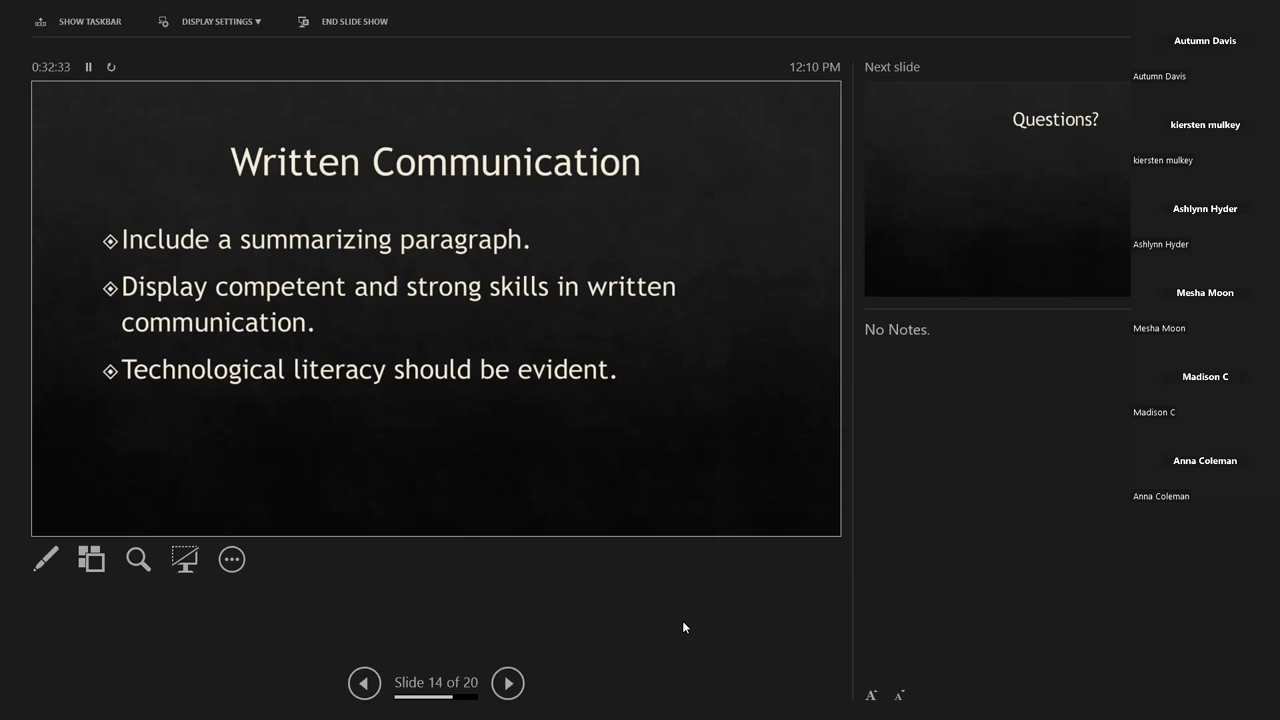 SHOW TASKBAR
DISPLAY SETTINGS ▼
END SLIDE SHOW
0:32:33
12:10 PM
Written Communication
Include a summarizing paragraph.
Display competent and strong skills in written
communication.
Technological literacy should be evident.
Slide 14 of 20
Next slide
Questions?
No Notes.
A
A
Autumn Davis
Autumn Davis
kiersten mulkey
kiersten mulkey
Ashlynn Hyder
Ashlynn Hyder
Mesha Moon
Mesha Moon
Madison C
Madison C
Anna Coleman
Anna Coleman